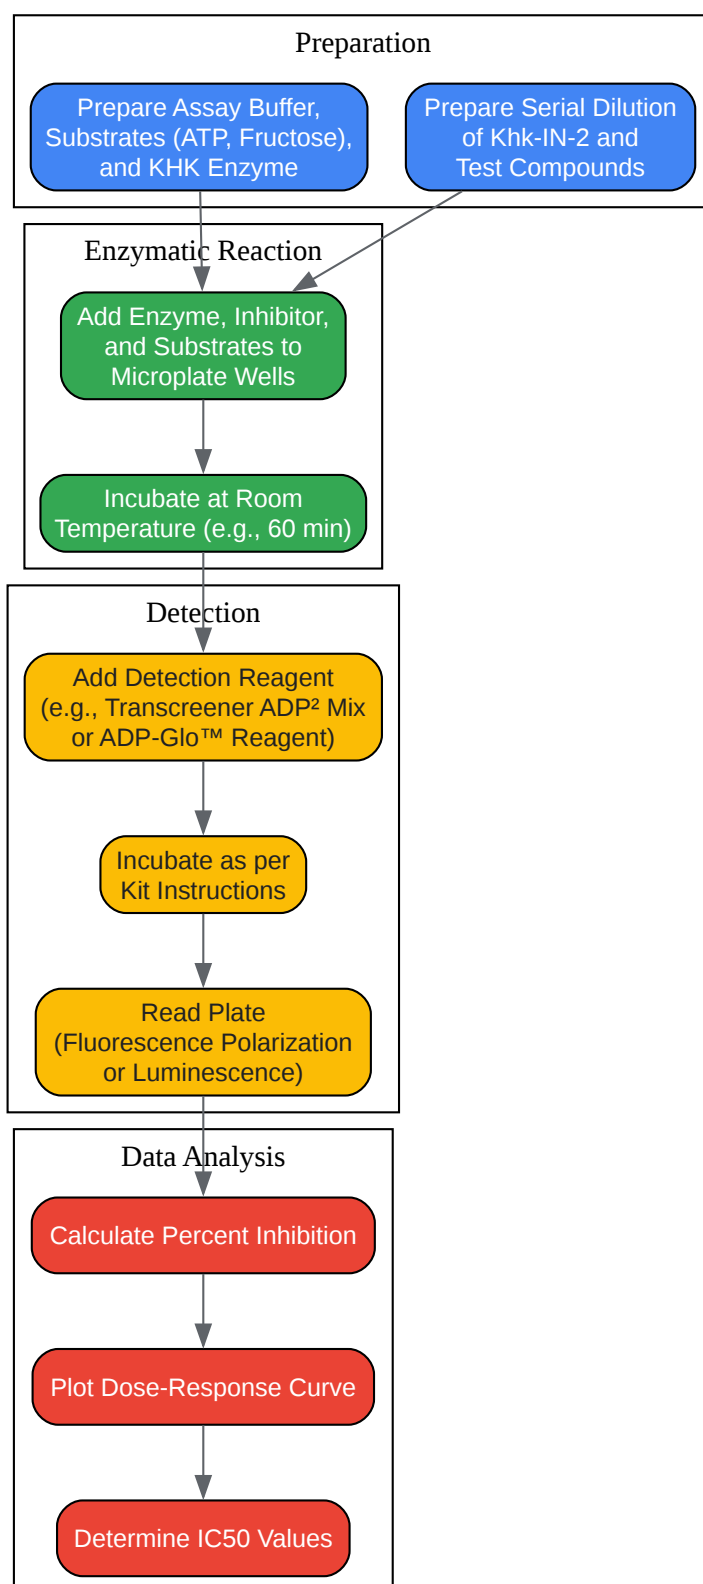 Preparation
Prepare Assay Buffer,
Substrates (ATP, Fructose),
and KHK Enzyme
Prepare Serial Dilution
of Khk-IN-2 and
Test Compounds
Enzymatic Reaction
Add Enzyme, Inhibitor,
and Substrates to
Microplate Wells
Incubate at Room
Temperature (e.g., 60 min)
Detection
Add Detection Reagent
(e.g., Transcreener ADP² Mix
or ADP-Glo™ Reagent)
Incubate as per
Kit Instructions
Read Plate
(Fluorescence Polarization
or Luminescence)
Data Analysis
Calculate Percent Inhibition
Plot Dose-Response Curve
Determine IC50 Values